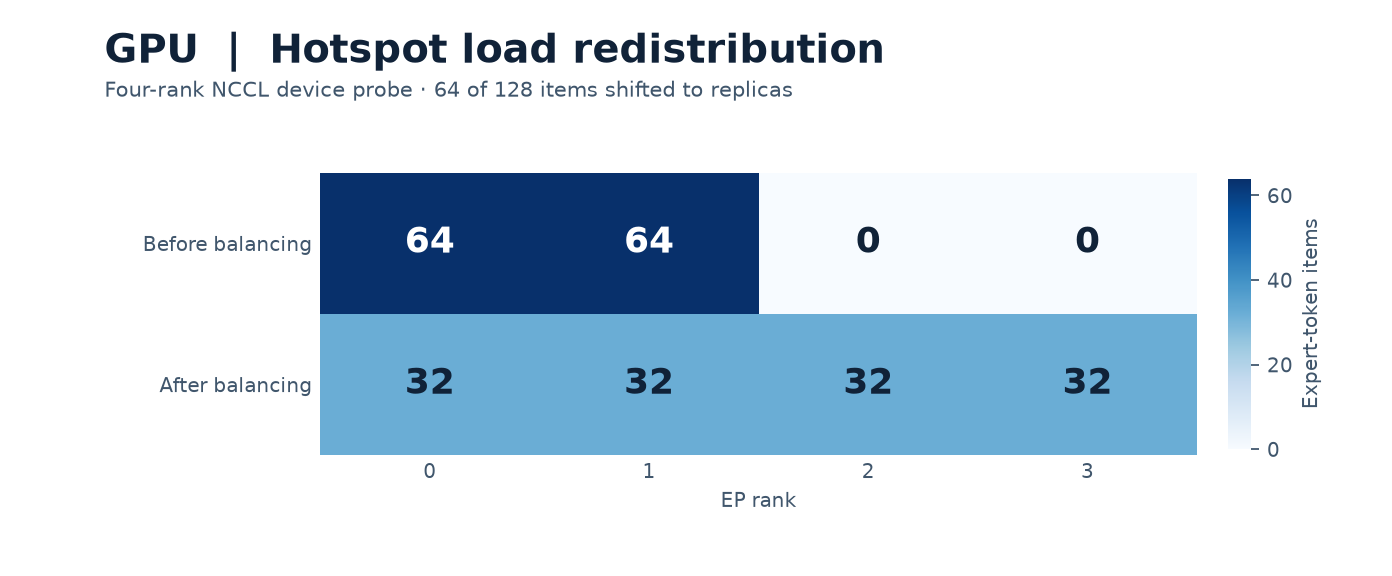 GPU | Hotspot load redistribution
Four-rank NCCL device probe · 64 of 128 items shifted to replicas
Before balancing 64 64 0 0
After balancing 32 32 32 32
0 1 2 3
EP rank
60
40
20
0
Expert-token items